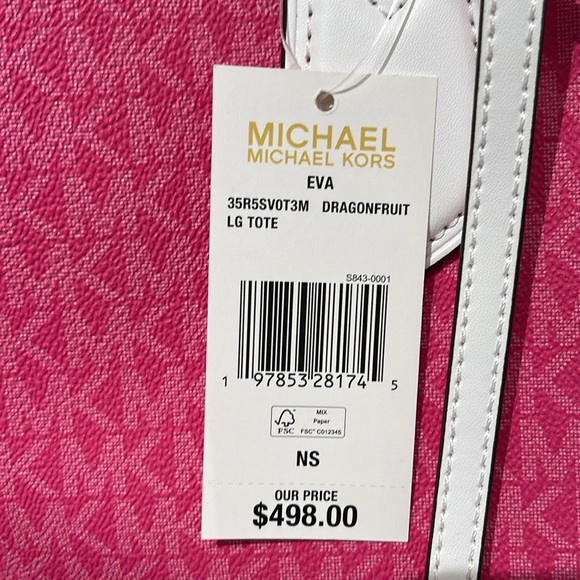 MICHAEL
MICHAEL KORS
EVA
35R5SV0T3M DRAGONFRUIT
LG TOTE
S843-0001
1 97853 28174 5
FSC
MIX
Paper
FSC™ C012345
NS
OUR PRICE
$498.00